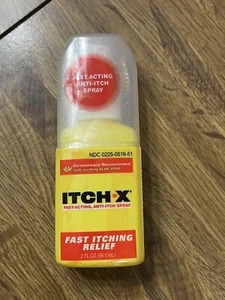 FAST ACTING
ANTI-ITCH
SPRAY
NDC 0225-0516-51
Dermatologist Recommended
with soothing ALOE VERA
ITCH-X
FAST-ACTING, ANTI-ITCH SPRAY
FAST ITCHING
RELIEF
2 FL OZ (59.1 mL)